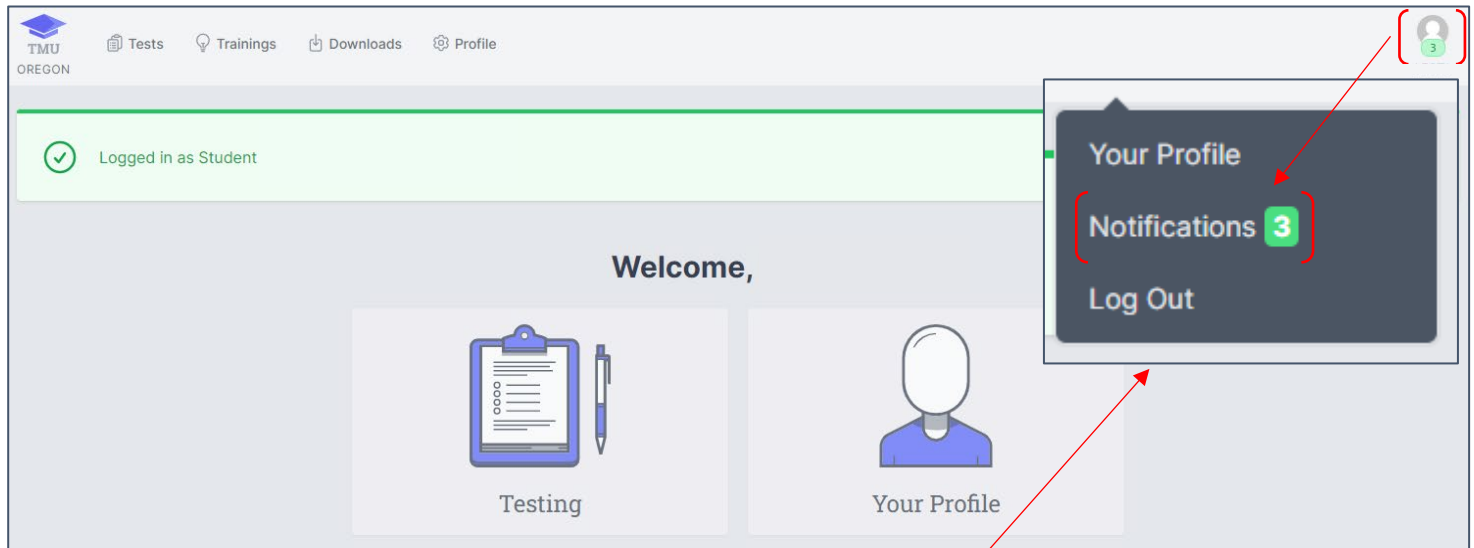 TMU
OREGON
Tests Trainings Downloads Profile
3
Logged in as Student
Your Profile
Notifications 3
Log Out
Welcome,
Testing
Your Profile